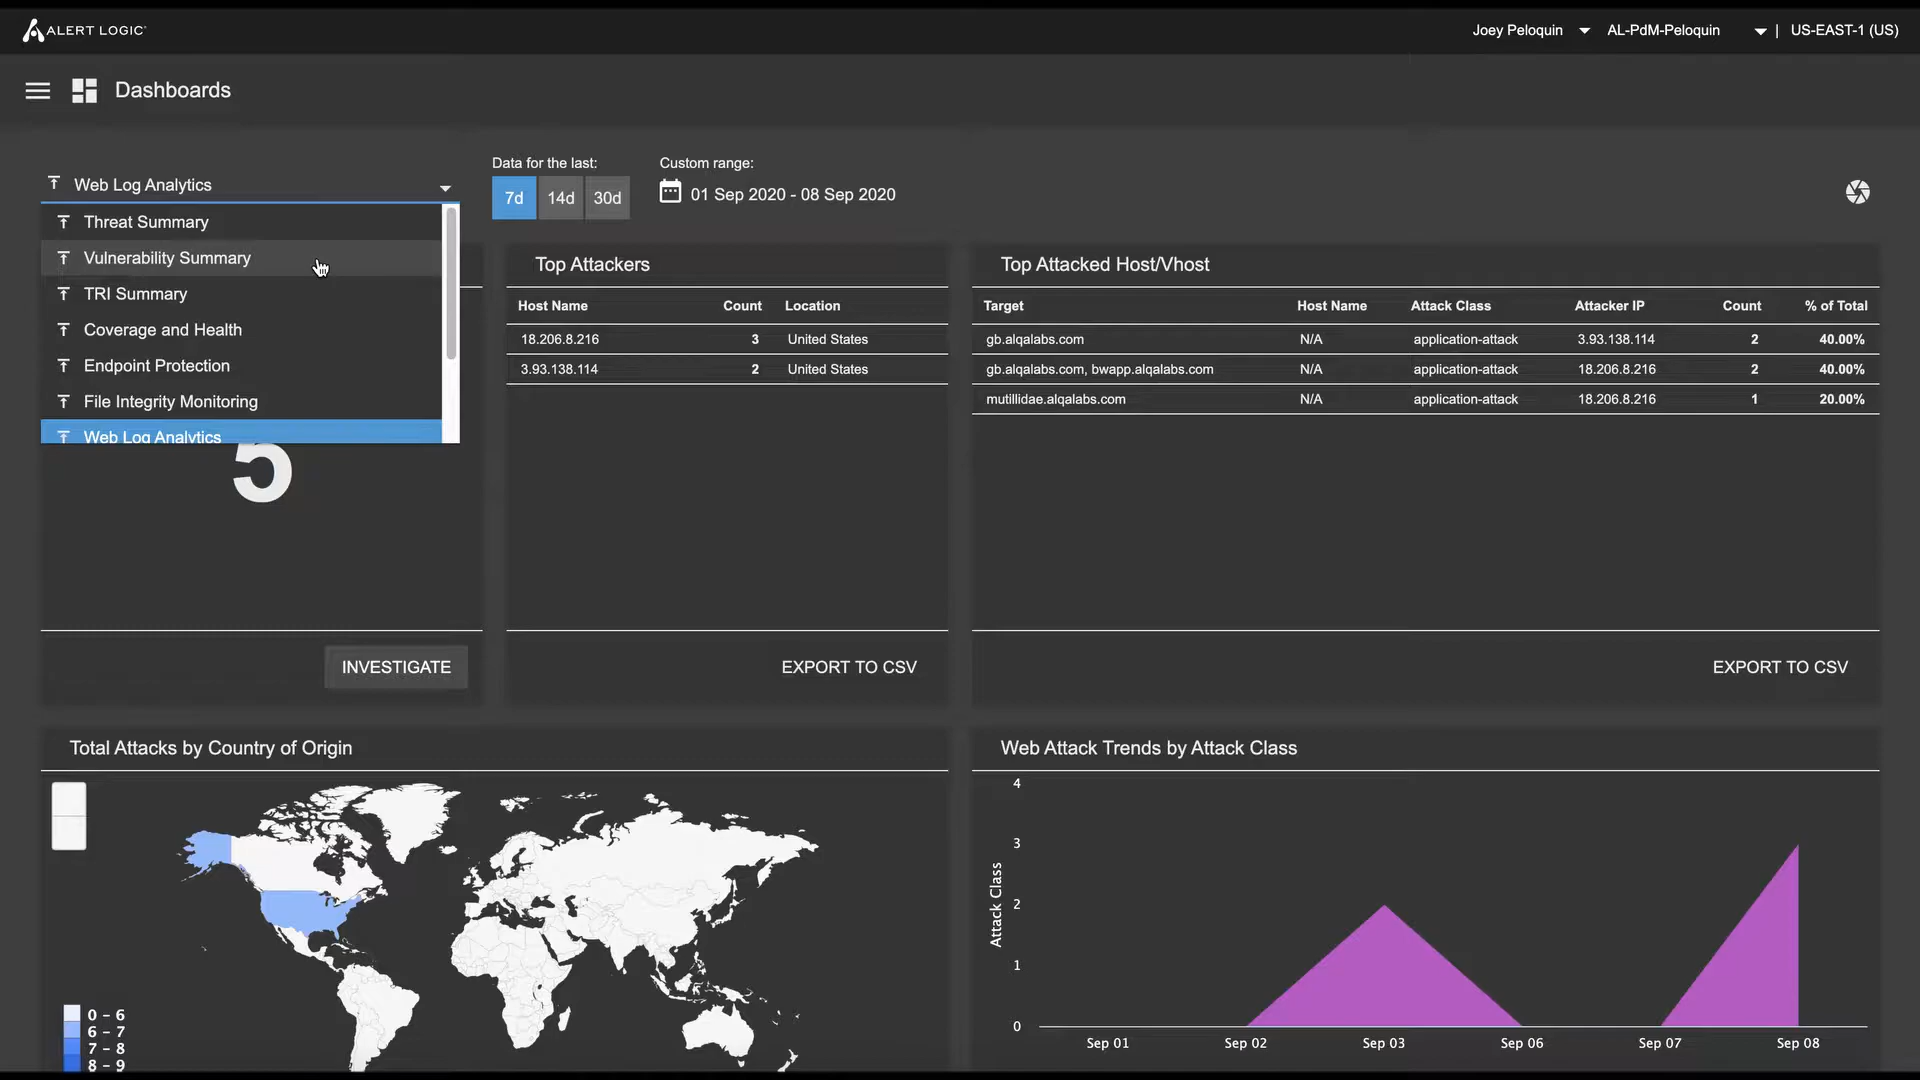 ALERT LOGIC
Joey Peloquin
AL-PdM-Peloquin
| US-EAST-1 (US)
Dashboards
Web Log Analytics
Threat Summary
Vulnerability Summary
TRI Summary
Coverage and Health
Endpoint Protection
File Integrity Monitoring
Web Log Analytics
Data for the last:
7d 14d 30d
Custom range:
01 Sep 2020 - 08 Sep 2020
5
INVESTIGATE
Top Attackers
Host Name Count Location
18.206.8.216 3 United States
3.93.138.114 2 United States
EXPORT TO CSV
Top Attacked Host/Vhost
Target Host Name Attack Class Attacker IP Count % of Total
gb.alqalabs.com N/A application-attack 3.93.138.114 2 40.00%
gb.alqalabs.com, bwapp.alqalabs.com N/A application-attack 18.206.8.216 2 40.00%
mutillidae.alqalabs.com N/A application-attack 18.206.8.216 1 20.00%
EXPORT TO CSV
Total Attacks by Country of Origin
0 - 6
6 - 7
7 - 8
8 - 9
Web Attack Trends by Attack Class
4
3
2
1
0
Attack Class
Sep 01 Sep 02 Sep 03 Sep 06 Sep 07 Sep 08